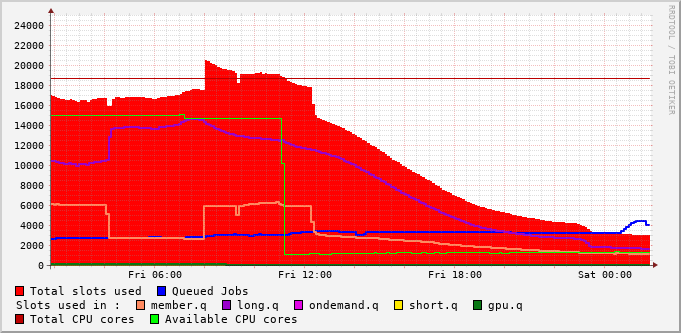 24000
22000
20000
18000
16000
14000
12000
10000
8000
6000
4000
2000
0
Fri 06:00 Fri 12:00 Fri 18:00 Sat 00:00
Total slots used Queued Jobs
Slots used in : member.q long.q ondemand.q short.q gpu.q
Total CPU cores Available CPU cores
RRDTOOL / TOBI OETIKER